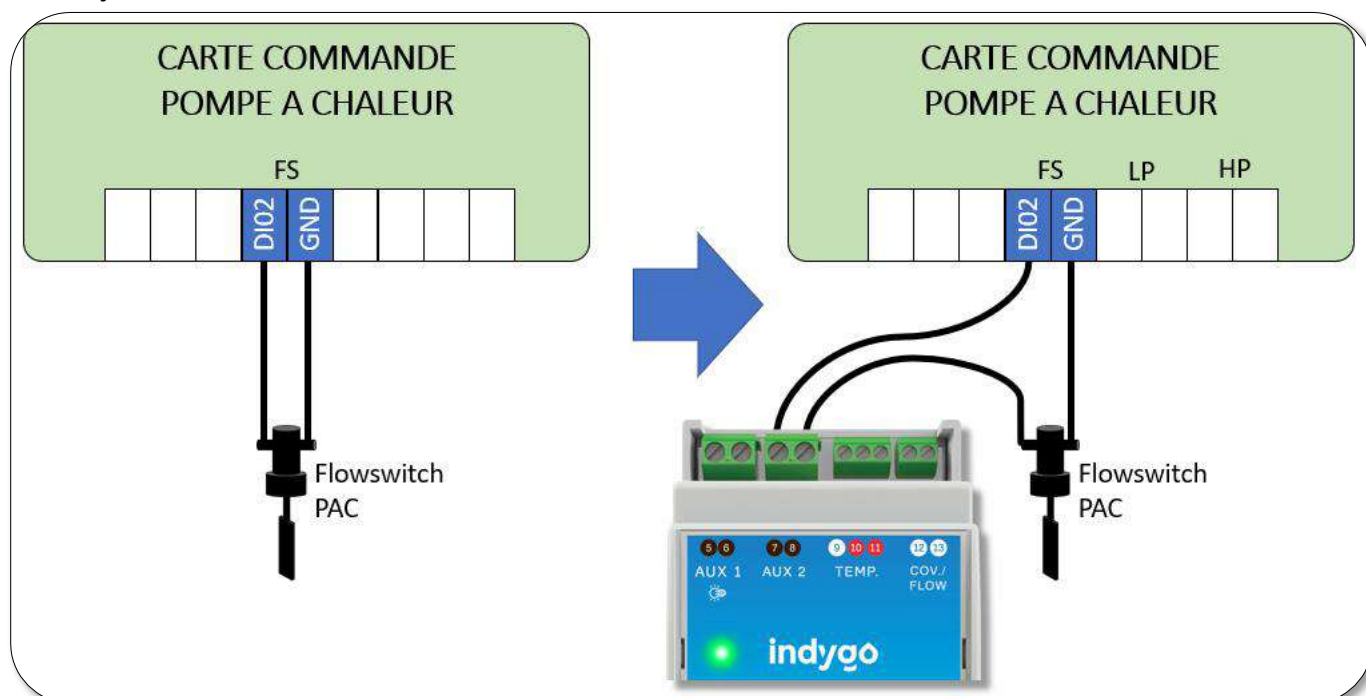 CARTE COMMANDE
POMPE A CHALEUR
FS
DI02
GND
Flowswitch
PAC
CARTE COMMANDE
POMPE A CHALEUR
FS LP HP
DI02
GND
Flowswitch
PAC
5 6 7 8 9 10 11 12 13
AUX 1 AUX 2 TEMP. COV./
FLOW
indygo